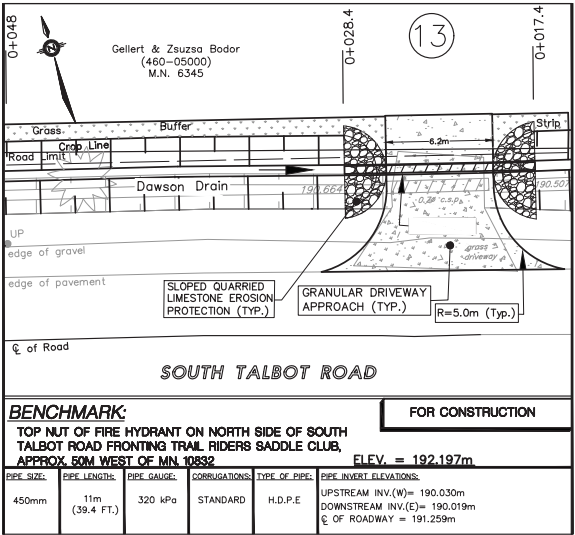 0+048
0+028.4
0+017.4
13
N
Gellert & Zsuzsa Bodor
(460-05000)
M.N. 6345
Grass
Buffer
Strip
Crop Line
Road Limit
6.2m
Dawson Drain
190.664
190.507
0.76 c.s.p.
UP
edge of gravel
grass
driveway
edge of pavement
SLOPED QUARRIED
LIMESTONE EROSION
PROTECTION (TYP.)
GRANULAR DRIVEWAY
APPROACH (TYP.)
R=5.0m (Typ.)
℄ of Road
SOUTH TALBOT ROAD
BENCHMARK:
TOP NUT OF FIRE HYDRANT ON NORTH SIDE OF SOUTH
TALBOT ROAD FRONTING TRAIL RIDERS SADDLE CLUB,
APPROX. 50M WEST OF MN. 10832
ELEV. = 192.197m
FOR CONSTRUCTION
PIPE SIZE:
450mm
PIPE LENGTH:
11m
(39.4 FT.)
PIPE GAUGE:
320 kPa
CORRUGATIONS:
STANDARD
TYPE OF PIPE:
H.D.P.E
PIPE INVERT ELEVATIONS:
UPSTREAM INV.(W)= 190.030m
DOWNSTREAM INV.(E)= 190.019m
℄ OF ROADWAY = 191.259m